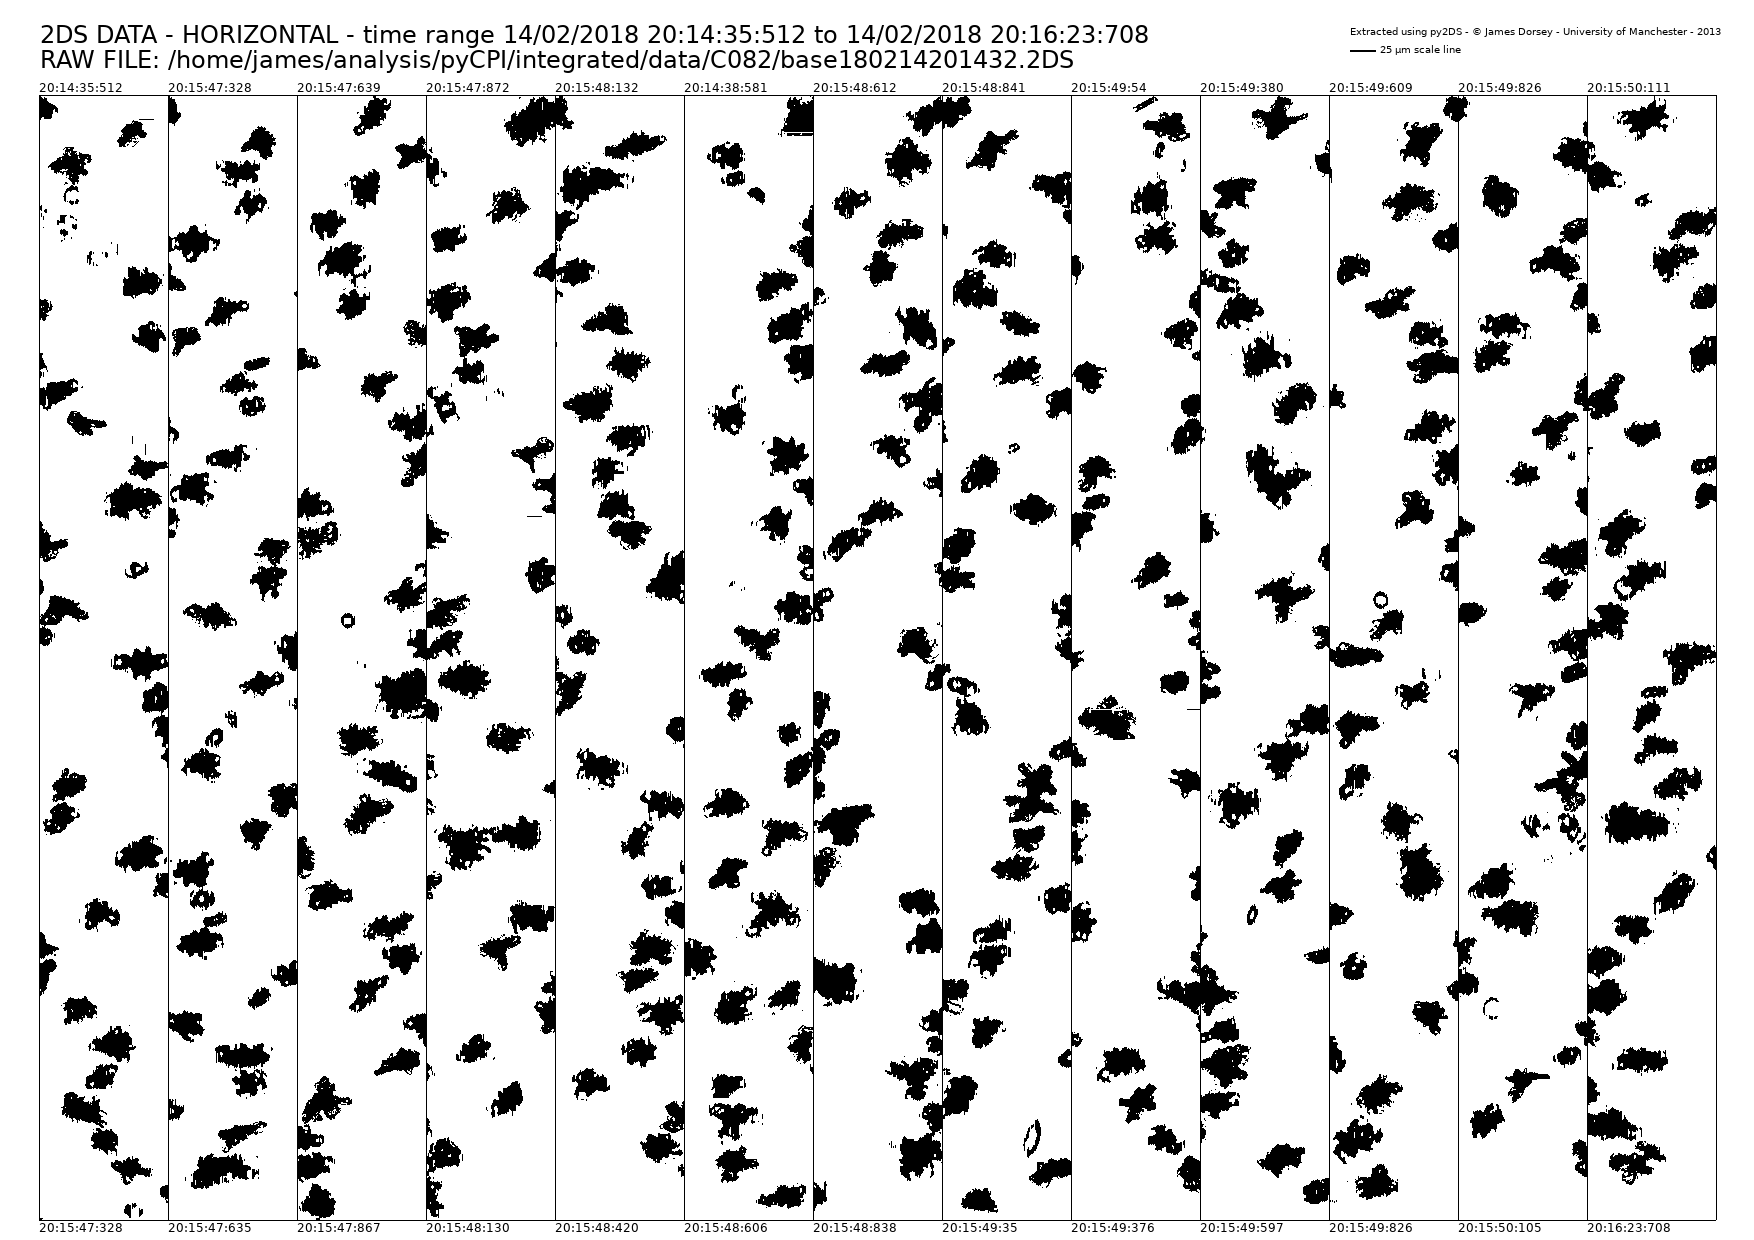 2DS DATA - HORIZONTAL - time range 14/02/2018 20:14:35:512 to 14/02/2018 20:16:23:708
RAW FILE: /home/james/analysis/pyCPI/integrated/data/C082/base180214201432.2DS
Extracted using py2DS - © James Dorsey - University of Manchester - 2013
25 µm scale line
20:14:35:512 20:15:47:328 20:15:47:639 20:15:47:872 20:15:48:132 20:14:38:581 20:15:48:612 20:15:48:841 20:15:49:54 20:15:49:380 20:15:49:609 20:15:49:826 20:15:50:111
20:15:47:328 20:15:47:635 20:15:47:867 20:15:48:130 20:15:48:420 20:15:48:606 20:15:48:838 20:15:49:35 20:15:49:376 20:15:49:597 20:15:49:826 20:15:50:105 20:16:23:708